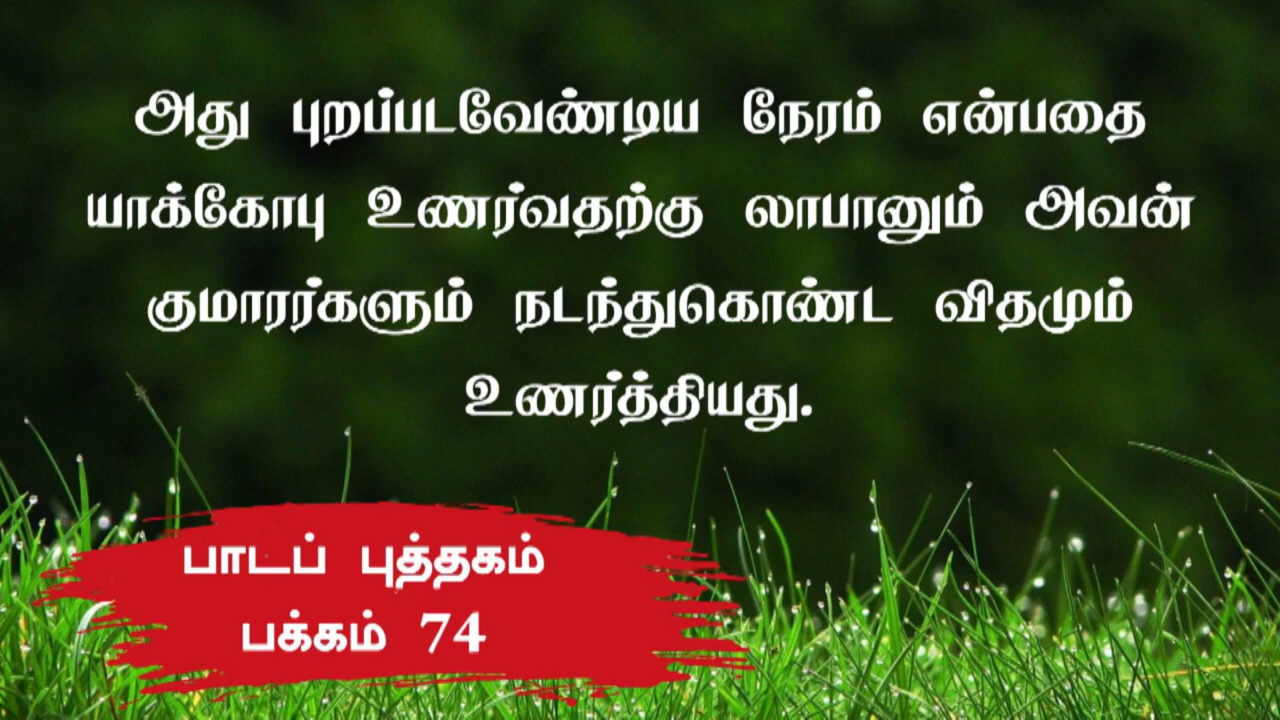 அது புறப்படவேண்டிய நேரம் என்பதை
யாக்கோபு உணர்வதற்கு லாபானும் அவன்
குமாரர்களும் நடந்துகொண்ட விதமும்
உணர்த்தியது.
பாடப் புத்தகம்
பக்கம் 74